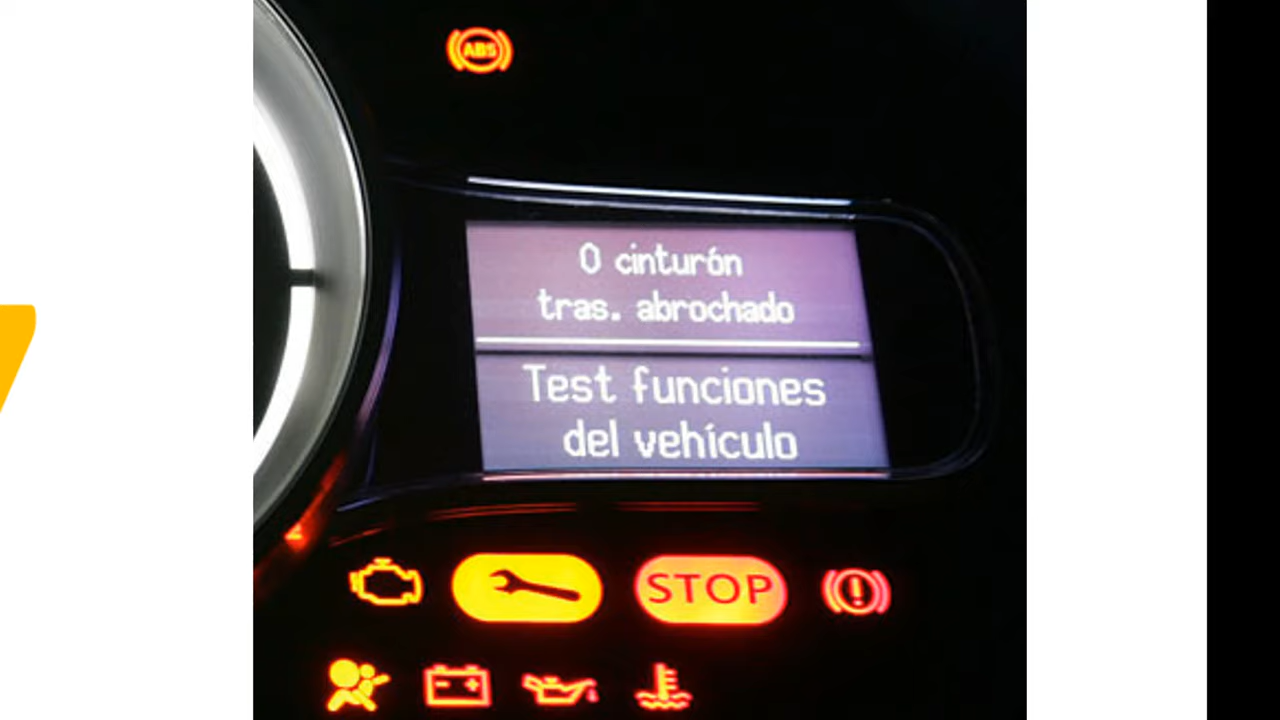 ABS
0 cinturón
tras. abrochado
Test funciones
del vehículo
STOP